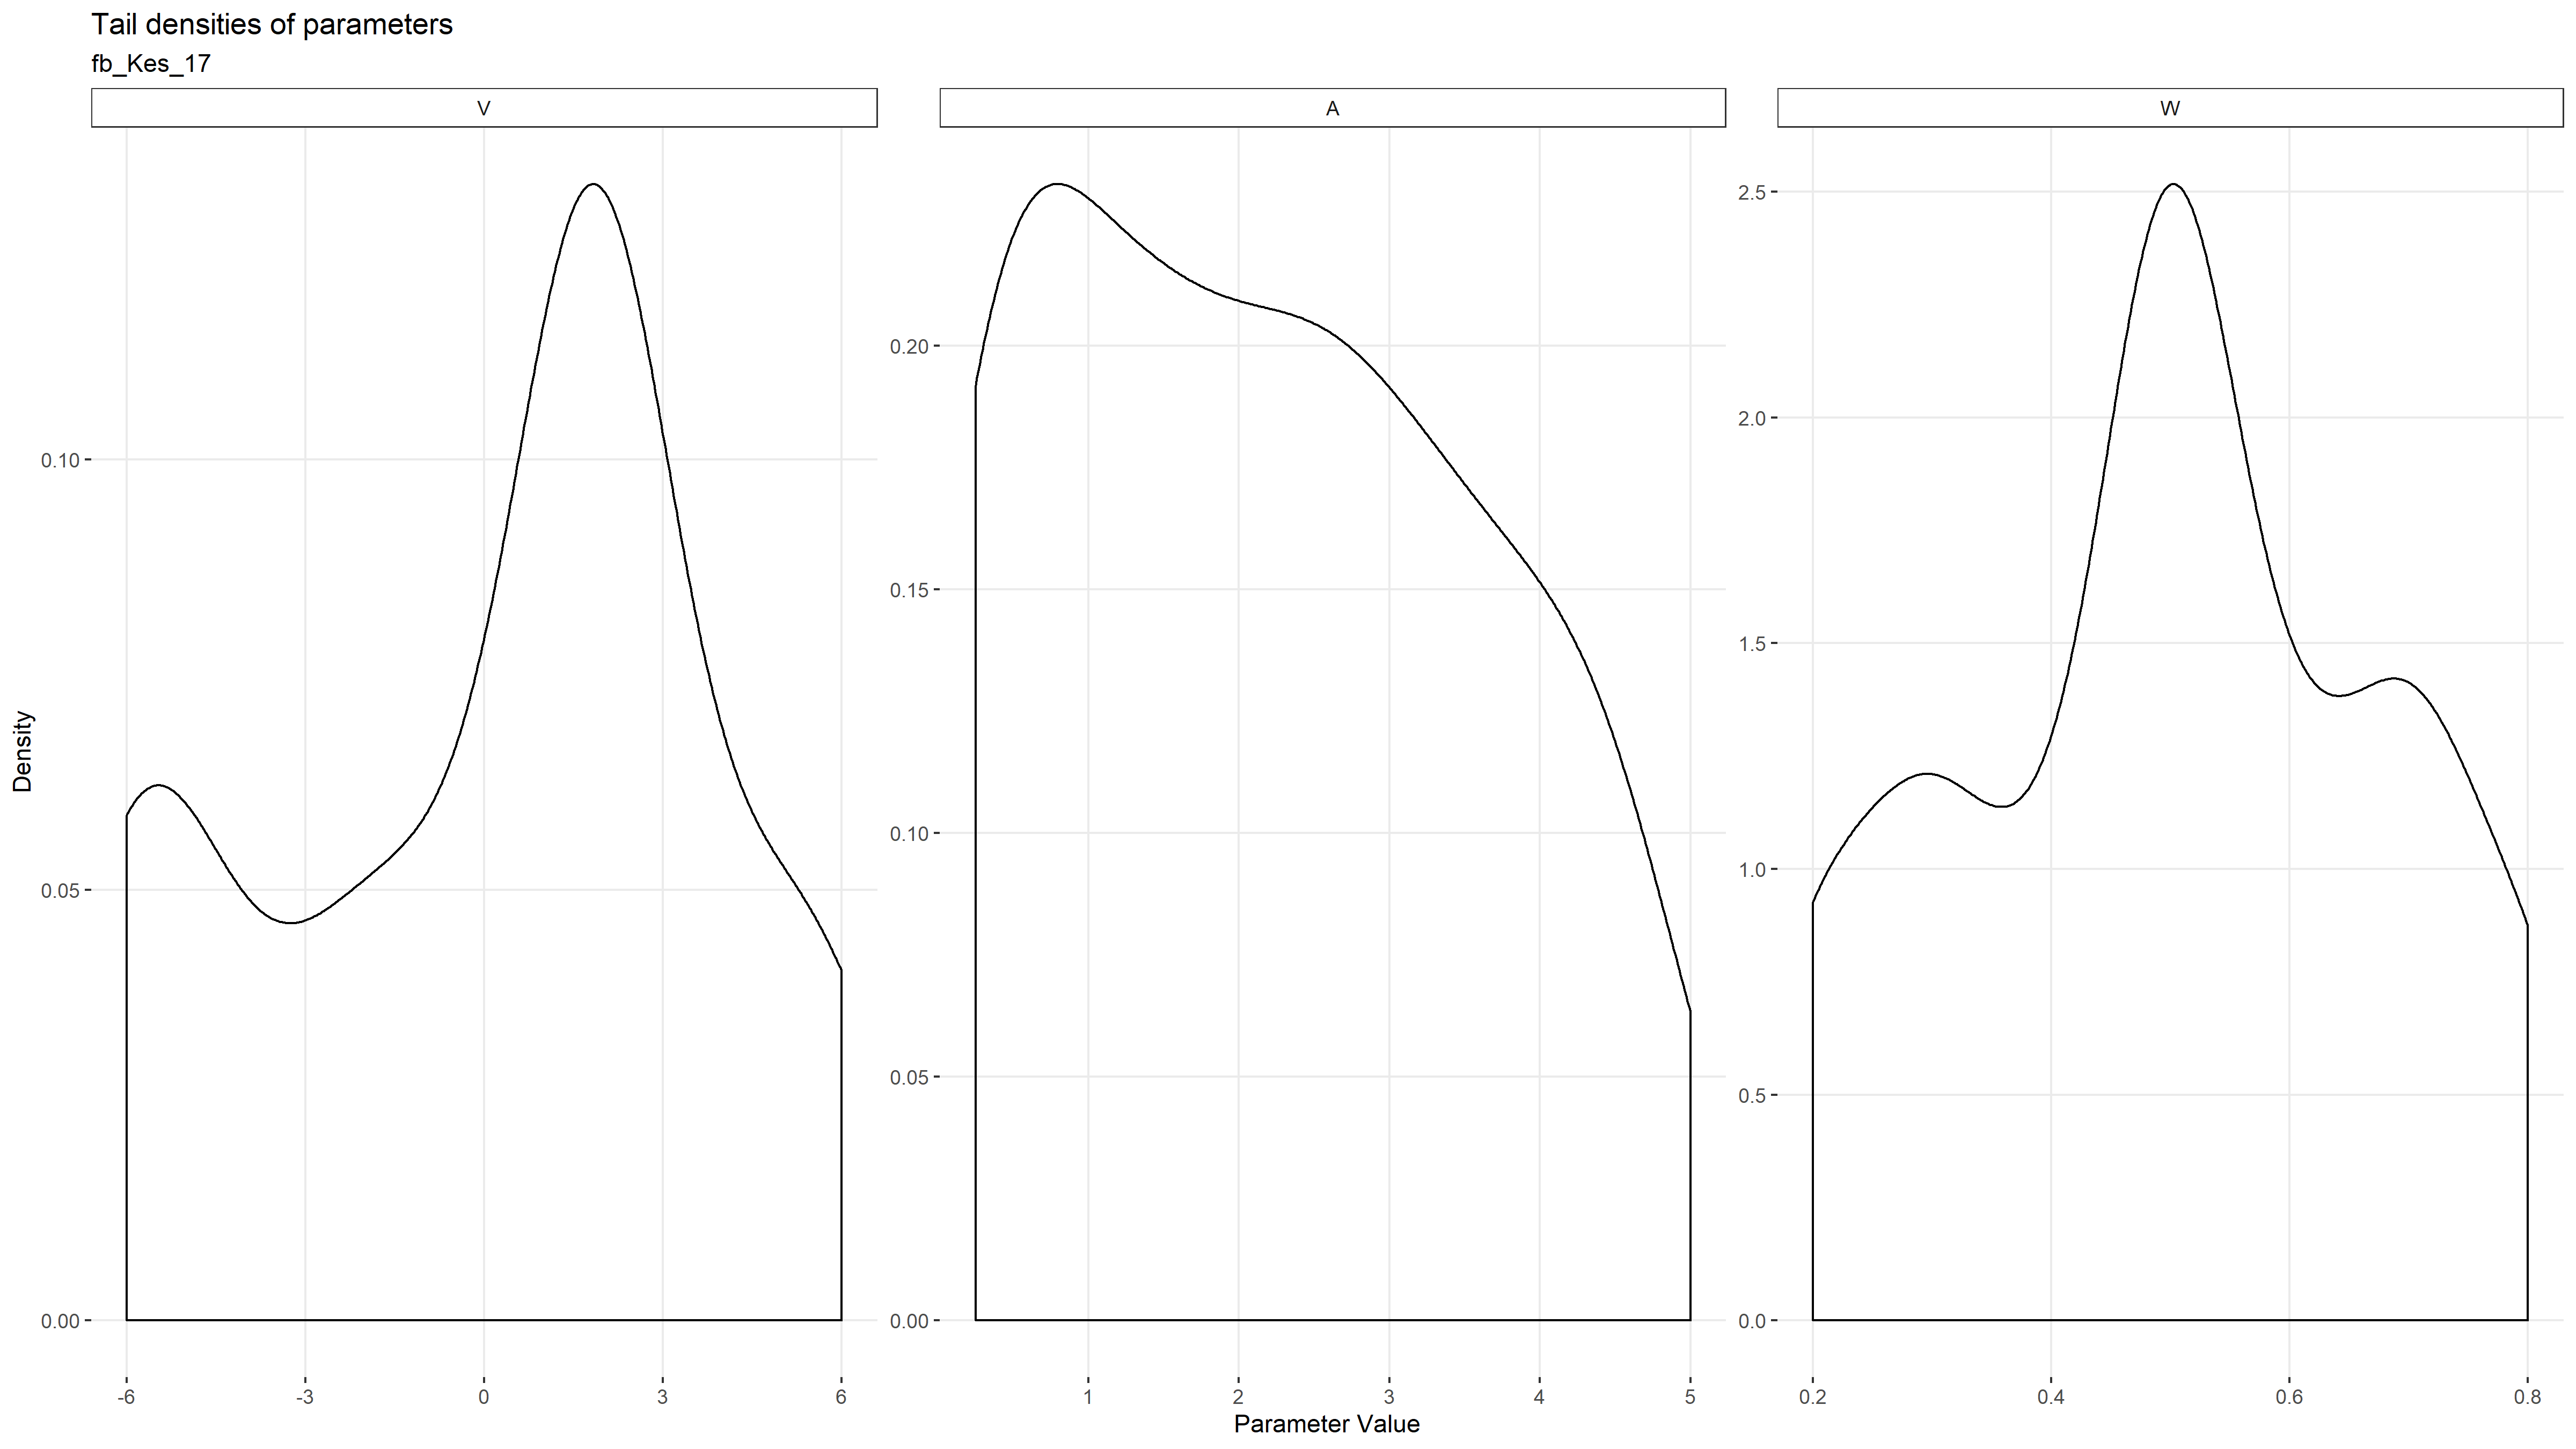 Tail densities of parameters
fb_Kes_17
V
A
W
Density
0.10
0.05
0.00
0.20
0.15
0.10
0.05
0.00
2.5
2.0
1.5
1.0
0.5
0.0
-6 -3 0 3 6
1 2 3 4 5
0.2 0.4 0.6 0.8
Parameter Value